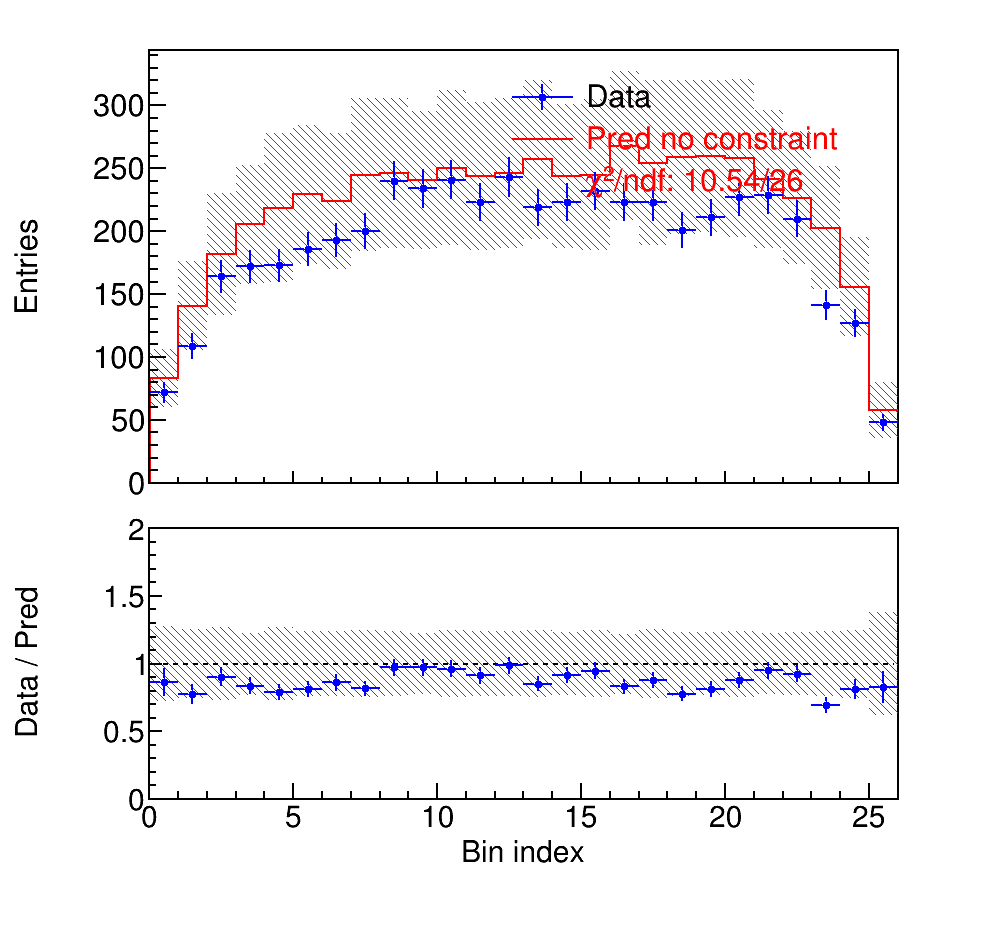 Entries
300
250
200
150
100
50
0
Data
Pred no constraint
χ²/ndf: 10.54/26
Data / Pred
2
1.5
1
0.5
0
0 5 10 15 20 25
Bin index